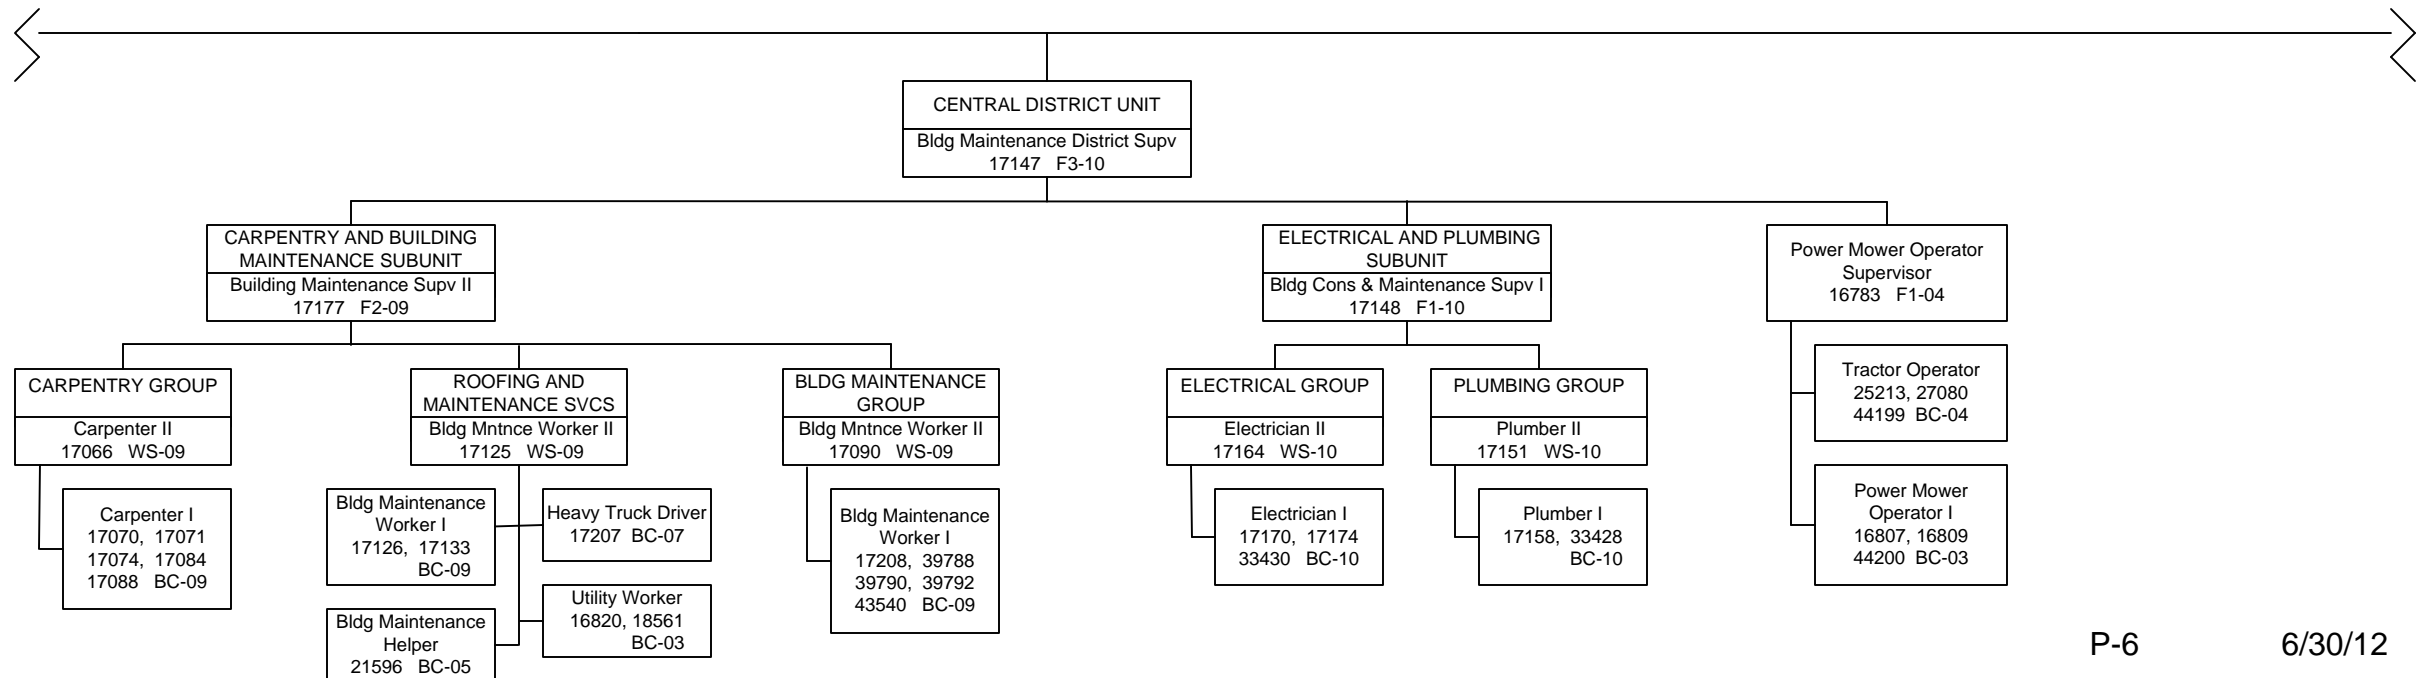 CENTRAL DISTRICT UNIT
Bldg Maintenance District Supv
17147 F3-10
CARPENTRY AND BUILDING
MAINTENANCE SUBUNIT
Building Maintenance Supv II
17177 F2-09
ELECTRICAL AND PLUMBING
SUBUNIT
Bldg Cons & Maintenance Supv I
17148 F1-10
Power Mower Operator
Supervisor
16783 F1-04
CARPENTRY GROUP
Carpenter II
17066 WS-09
ROOFING AND
MAINTENANCE SVCS
Bldg Mntnce Worker II
17125 WS-09
BLDG MAINTENANCE
GROUP
Bldg Mntnce Worker II
17090 WS-09
ELECTRICAL GROUP
Electrician II
17164 WS-10
PLUMBING GROUP
Plumber II
17151 WS-10
Tractor Operator
25213, 27080
44199 BC-04
Carpenter I
17070, 17071
17074, 17084
17088 BC-09
Bldg Maintenance
Worker I
17126, 17133
BC-09
Heavy Truck Driver
17207 BC-07
Bldg Maintenance
Worker I
17208, 39788
39790, 39792
43540 BC-09
Electrician I
17170, 17174
33430 BC-10
Plumber I
17158, 33428
BC-10
Power Mower
Operator I
16807, 16809
44200 BC-03
Bldg Maintenance
Helper
21596 BC-05
Utility Worker
16820, 18561
BC-03
P-6 6/30/12